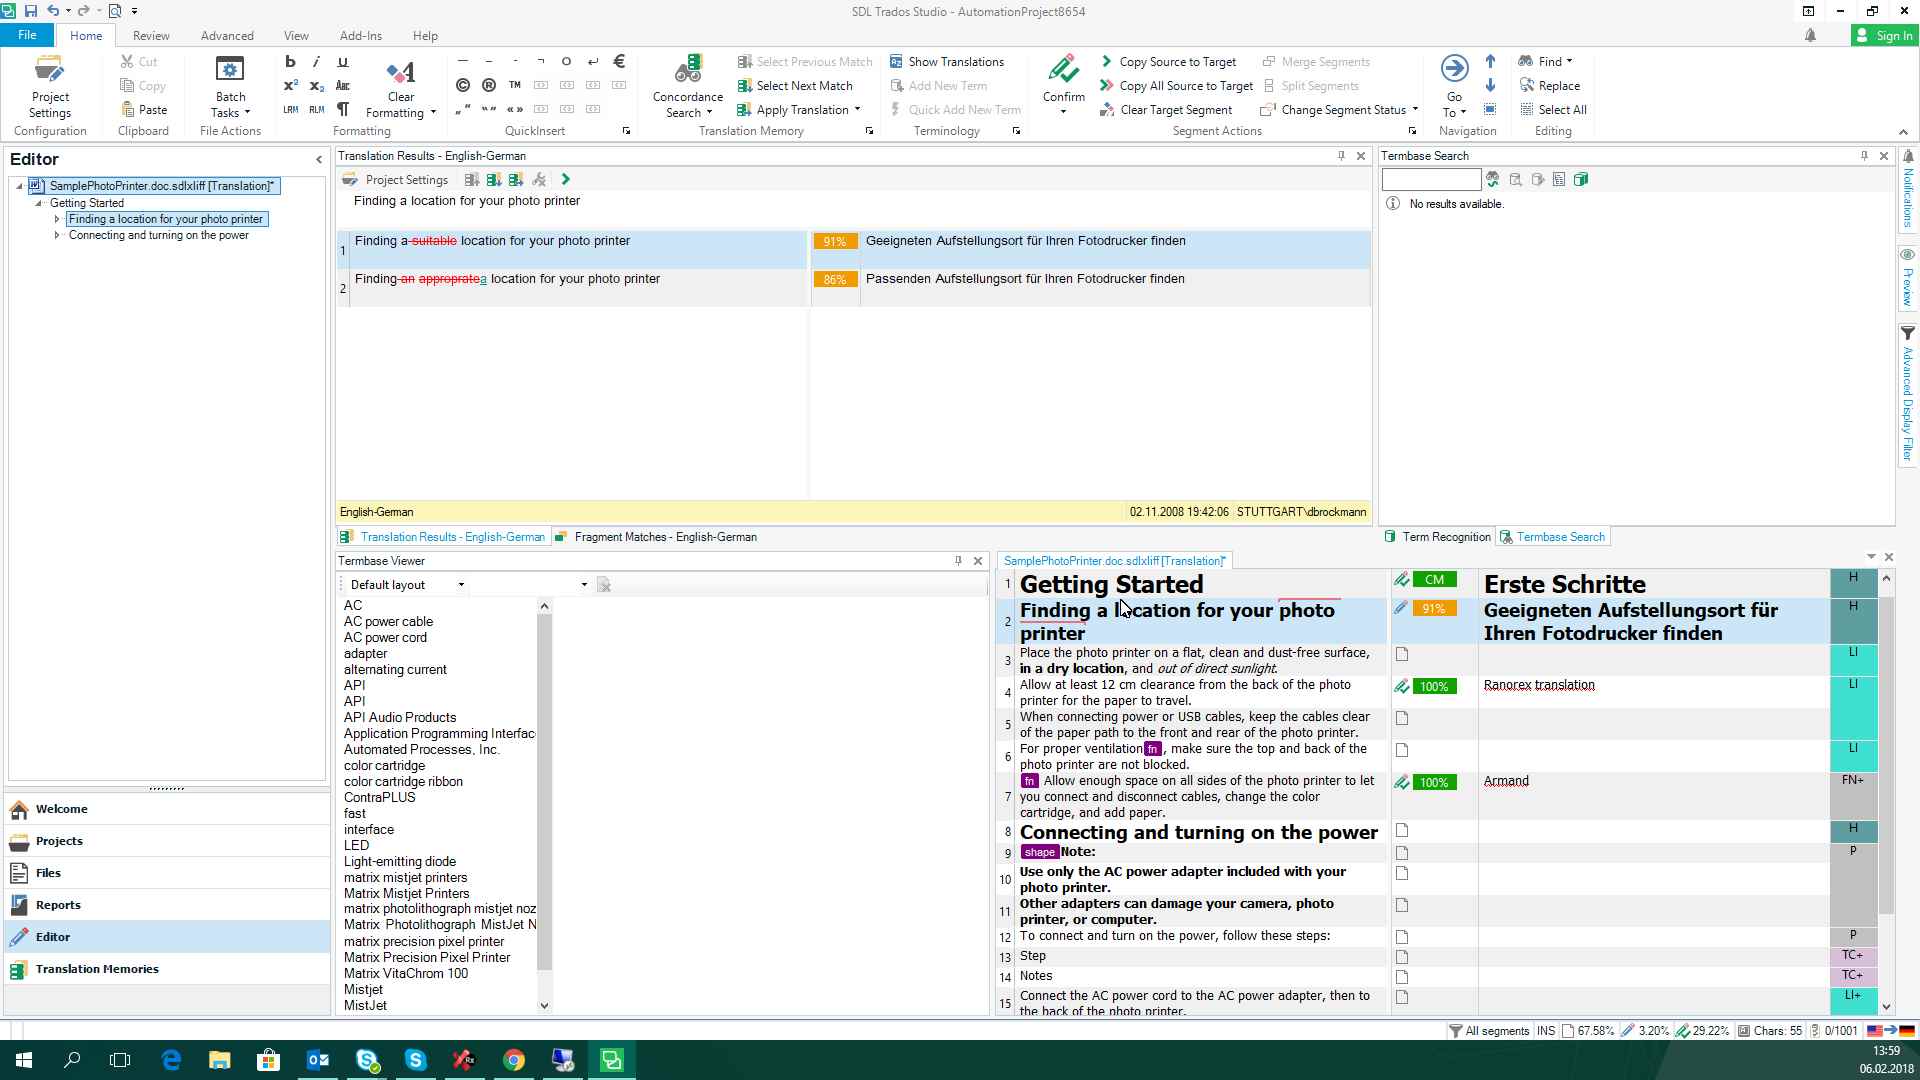 SDL Trados Studio - AutomationProject8654
File
Home
Review
Advanced
View
Add-Ins
Help
Sign In
Project
Settings
Configuration
Cut
Copy
Paste
Clipboard
Batch
Tasks
File Actions
Clear
Formatting
Formatting
LRM
RLM
TM
QuickInsert
Concordance
Search
Select Previous Match
Select Next Match
Apply Translation
Translation Memory
Show Translations
Add New Term
Quick Add New Term
Terminology
Confirm
Copy Source to Target
Copy All Source to Target
Clear Target Segment
Merge Segments
Split Segments
Change Segment Status
Segment Actions
Go
To
Navigation
Find
Replace
Select All
Editing
Editor
SamplePhotoPrinter.doc.sdlxliff [Translation]*
Getting Started
Finding a location for your photo printer
Connecting and turning on the power
Welcome
Projects
Files
Reports
Editor
Translation Memories
Translation Results - English-German
Project Settings
Finding a location for your photo printer
1 Finding a suitable location for your photo printer 91% Geeigneten Aufstellungsort für Ihren Fotodrucker finden
2 Finding an appropratea location for your photo printer 86% Passenden Aufstellungsort für Ihren Fotodrucker finden
English-German 02.11.2008 19:42:06 STUTTGART\dbrockmann
Translation Results - English-German
Fragment Matches - English-German
Termbase Search
No results available.
Term Recognition
Termbase Search
Notifications
Preview
Advanced Display Filter
Termbase Viewer
Default layout
AC
AC power cable
AC power cord
adapter
alternating current
API
API
API Audio Products
Application Programming Interfac
Automated Processes, Inc.
color cartridge
color cartridge ribbon
ContraPLUS
fast
interface
LED
Light-emitting diode
matrix mistjet printers
Matrix Mistjet Printers
matrix photolithograph mistjet noz
Matrix Photolithograph MistJet N
matrix precision pixel printer
Matrix Precision Pixel Printer
Matrix VitaChrom 100
Mistjet
MistJet
SamplePhotoPrinter.doc.sdlxliff [Translation]*
1 Getting Started CM Erste Schritte H
2 Finding a location for your photo 91% Geeigneten Aufstellungsort für H
printer Ihren Fotodrucker finden
3 Place the photo printer on a flat, clean and dust-free surface, LI
in a dry location, and out of direct sunlight.
4 Allow at least 12 cm clearance from the back of the photo 100% Ranorex translation LI
printer for the paper to travel.
5 When connecting power or USB cables, keep the cables clear
of the paper path to the front and rear of the photo printer.
6 For proper ventilation fn , make sure the top and back of the LI
photo printer are not blocked.
7 fn Allow enough space on all sides of the photo printer to let 100% Armand FN+
you connect and disconnect cables, change the color
cartridge, and add paper.
8 Connecting and turning on the power H
9 shape Note: P
10 Use only the AC power adapter included with your
photo printer.
11 Other adapters can damage your camera, photo
printer, or computer.
12 To connect and turn on the power, follow these steps: P
13 Step TC+
14 Notes TC+
15 Connect the AC power cord to the AC power adapter, then to LI+
the back of the photo printer.
All segments INS 67.58% 3.20% 29.22% Chars: 55 0/1001
13:59
06.02.2018